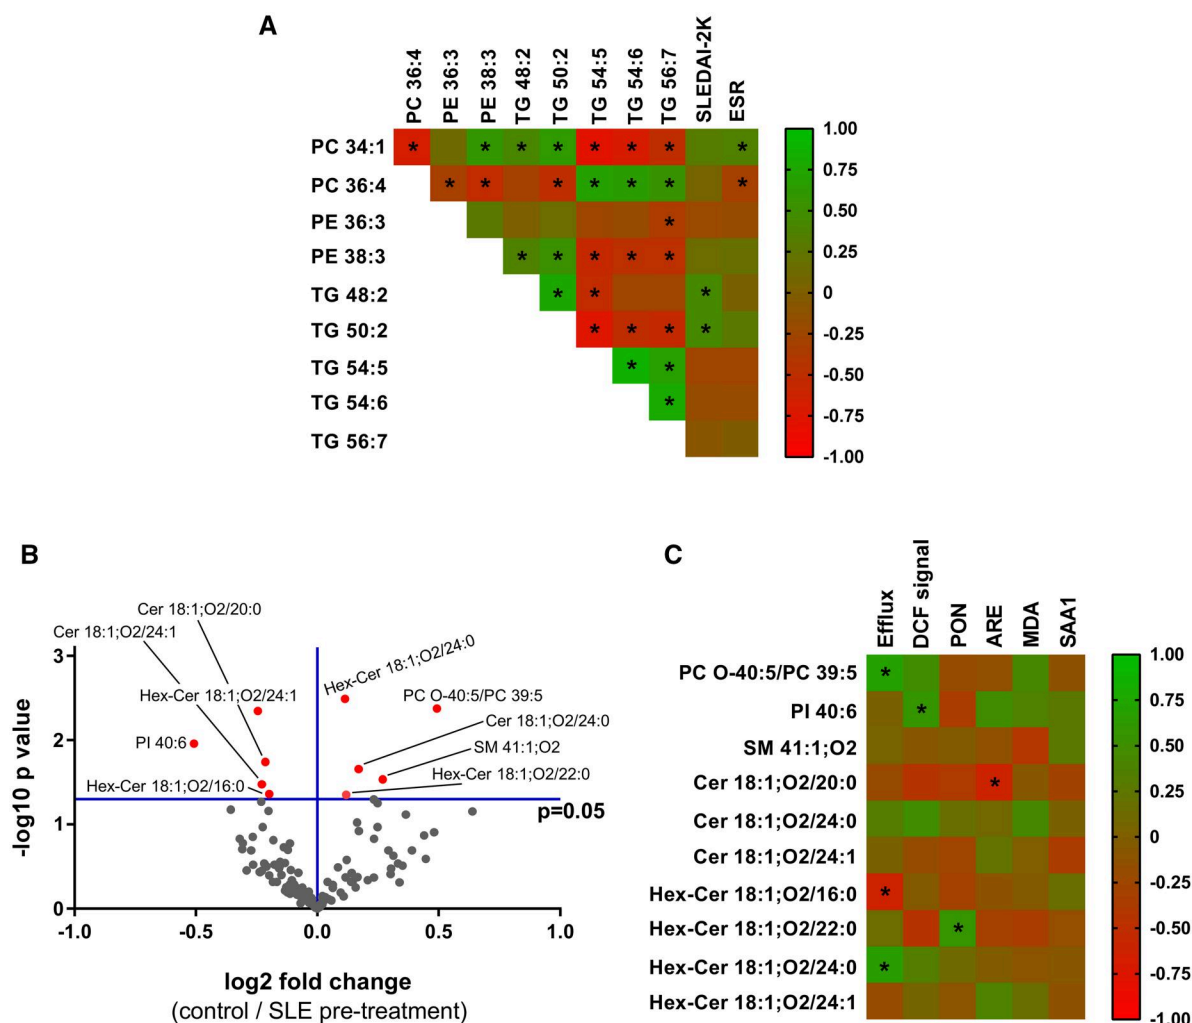 A
PC 36:4
PE 36:3
PE 38:3
TG 48:2
TG 50:2
TG 54:5
TG 54:6
TG 56:7
SLEDAI-2K
ESR
PC 34:1
* * * * * * * *
PC 36:4
* * * * * * *
PE 36:3
*
PE 38:3
* * * * *
TG 48:2
* * *
TG 50:2
* * * *
TG 54:5
* *
TG 54:6
*
TG 56:7
1.00
0.75
0.50
0.25
0
-0.25
-0.50
-0.75
-1.00
B
Cer 18:1;O2/20:0
Cer 18:1;O2/24:1
Hex-Cer 18:1;O2/24:0
Hex-Cer 18:1;O2/24:1
PC O-40:5/PC 39:5
Cer 18:1;O2/24:0
PI 40:6
SM 41:1;O2
Hex-Cer 18:1;O2/22:0
Hex-Cer 18:1;O2/16:0
p=0.05
3
2
1
0
-log10 p value
-1.0
-0.5
0.0
0.5
1.0
log2 fold change
(control / SLE pre-treatment)
C
Efflux
DCF signal
PON
ARE
MDA
SAA1
PC O-40:5/PC 39:5
*
PI 40:6
*
SM 41:1;O2
Cer 18:1;O2/20:0
*
Cer 18:1;O2/24:0
Cer 18:1;O2/24:1
Hex-Cer 18:1;O2/16:0
*
Hex-Cer 18:1;O2/22:0
*
Hex-Cer 18:1;O2/24:0
*
Hex-Cer 18:1;O2/24:1
1.00
0.75
0.50
0.25
0
-0.25
-0.50
-0.75
-1.00